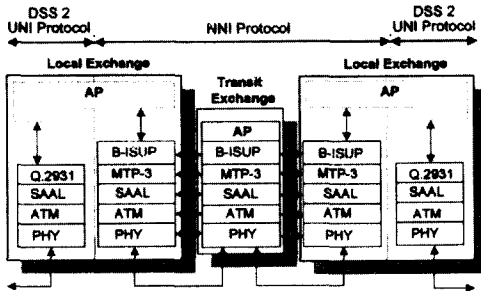 DSS 2
UNI Protocol
NNI Protocol
DSS 2
UNI Protocol
Local Exchange
AP
Q.2931
SAAL
ATM
PHY
B-ISUP
MTP-3
SAAL
ATM
PHY
Transit
Exchange
AP
B-ISUP
MTP-3
SAAL
ATM
PHY
Local Exchange
AP
B-ISUP
MTP-3
SAAL
ATM
PHY
Q.2931
SAAL
ATM
PHY